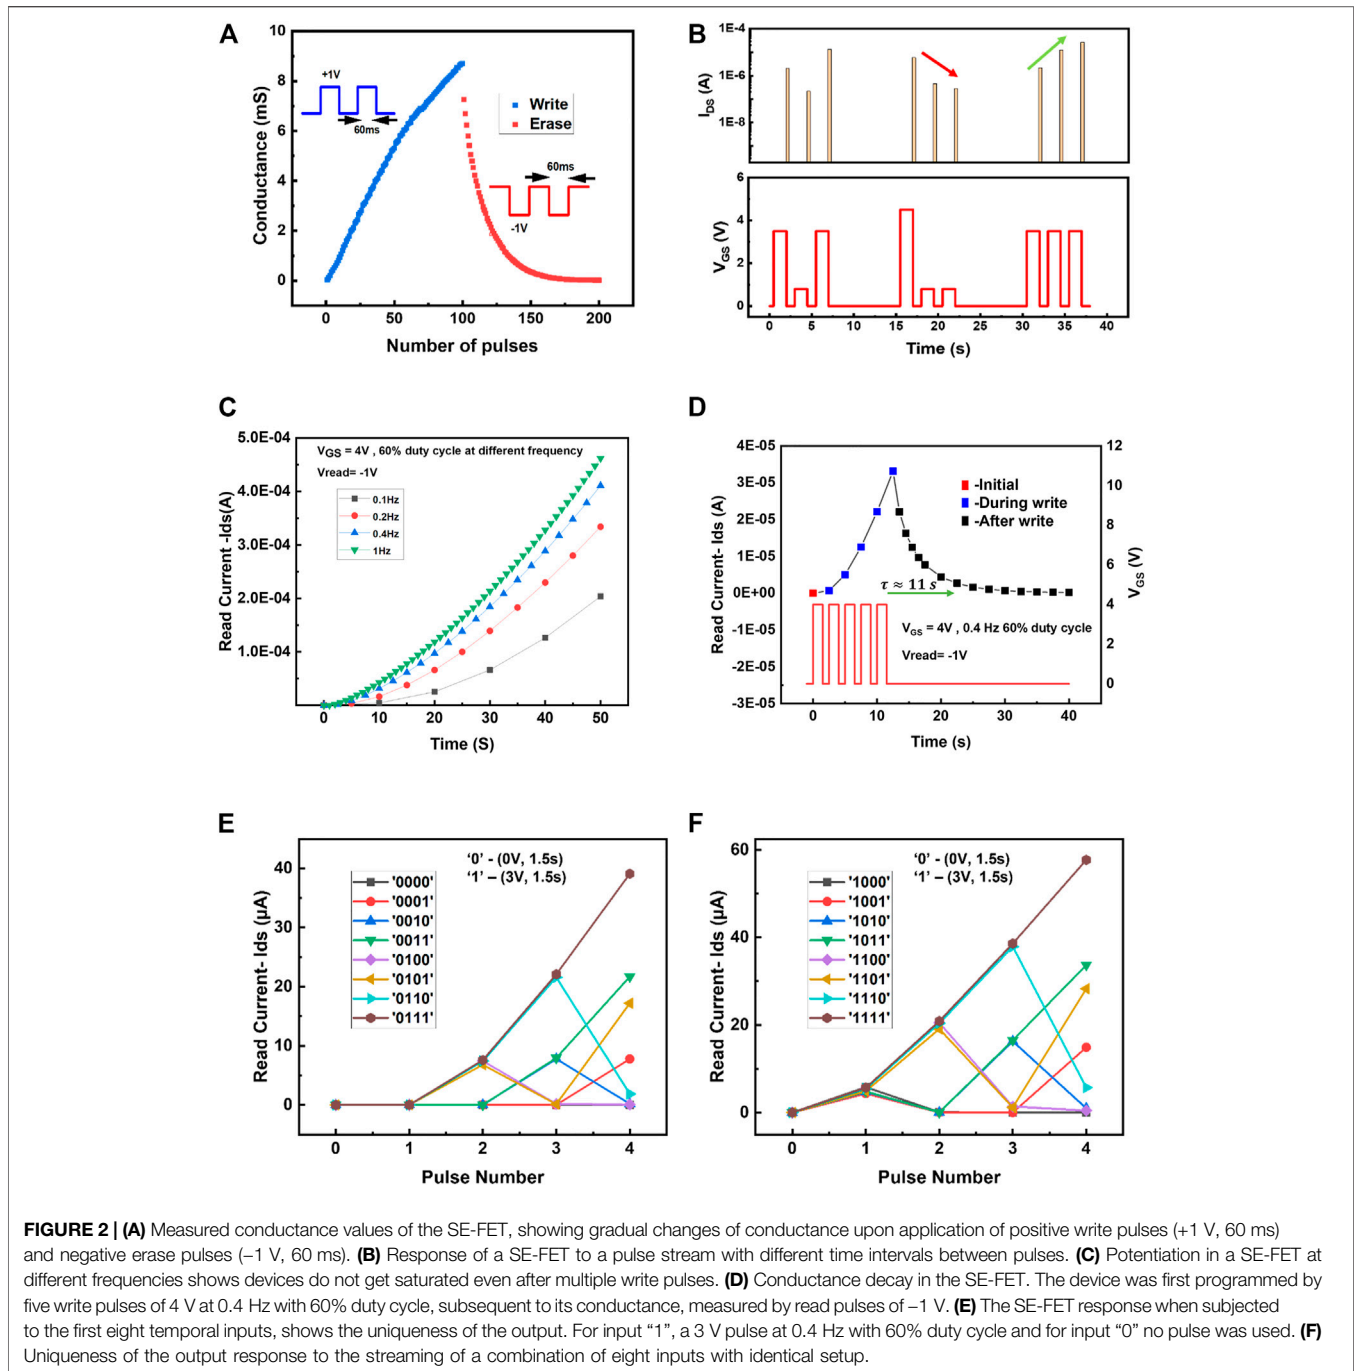 A
Conductance (mS)
10
8
6
4
2
0
+1V
60ms
Write
Erase
60ms
-1V
0
50
100
150
200
Number of pulses
B
I_DS (A)
1E-4
1E-6
1E-8
V_GS (V)
6
4
2
0
0
5
10
15
20
25
30
35
40
Time (s)
C
Read Current -Ids(A)
5.0E-04
4.0E-04
3.0E-04
2.0E-04
1.0E-04
V_GS = 4V , 60% duty cycle at different frequency
Vread= -1V
0.1Hz
0.2Hz
0.4Hz
1Hz
0
10
20
30
40
50
Time (S)
D
Read Current- Ids (A)
4E-05
3E-05
2E-05
1E-05
0E+00
-1E-05
-2E-05
-3E-05
-Initial
-During write
-After write
τ ≈ 11 s
V_GS = 4V , 0.4 Hz 60% duty cycle
Vread= -1V
12
10
8
6
4
2
0
V_GS (V)
0
10
20
30
40
Time (s)
E
Read Current- Ids (µA)
40
30
20
10
0
'0' - (0V, 1.5s)
'1' – (3V, 1.5s)
'0000'
'0001'
'0010'
'0011'
'0100'
'0101'
'0110'
'0111'
0
1
2
3
4
Pulse Number
F
Read Current- Ids (µA)
60
40
20
0
'0' - (0V, 1.5s)
'1' – (3V, 1.5s)
'1000'
'1001'
'1010'
'1011'
'1100'
'1101'
'1110'
'1111'
0
1
2
3
4
Pulse Number
FIGURE 2 | (A) Measured conductance values of the SE-FET, showing gradual changes of conductance upon application of positive write pulses (+1 V, 60 ms)
and negative erase pulses (−1 V, 60 ms). (B) Response of a SE-FET to a pulse stream with different time intervals between pulses. (C) Potentiation in a SE-FET at
different frequencies shows devices do not get saturated even after multiple write pulses. (D) Conductance decay in the SE-FET. The device was first programmed by
five write pulses of 4 V at 0.4 Hz with 60% duty cycle, subsequent to its conductance, measured by read pulses of −1 V. (E) The SE-FET response when subjected
to the first eight temporal inputs, shows the uniqueness of the output. For input “1”, a 3 V pulse at 0.4 Hz with 60% duty cycle and for input “0” no pulse was used. (F)
Uniqueness of the output response to the streaming of a combination of eight inputs with identical setup.